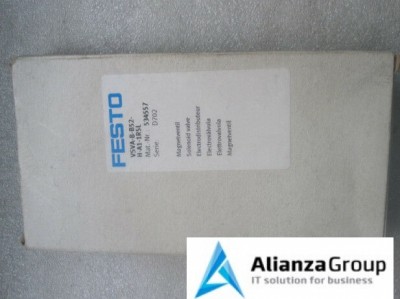 FESTO
VSVA-B-B52-
H-A1-1R5L
Mat. Nr. 534557
Serie D702
Magnetventil
Solenoid valve
Electrodistributeur
Electroválvula
Elettrovalvola
Magnetventil
AlianzaGroup
IT solution for business